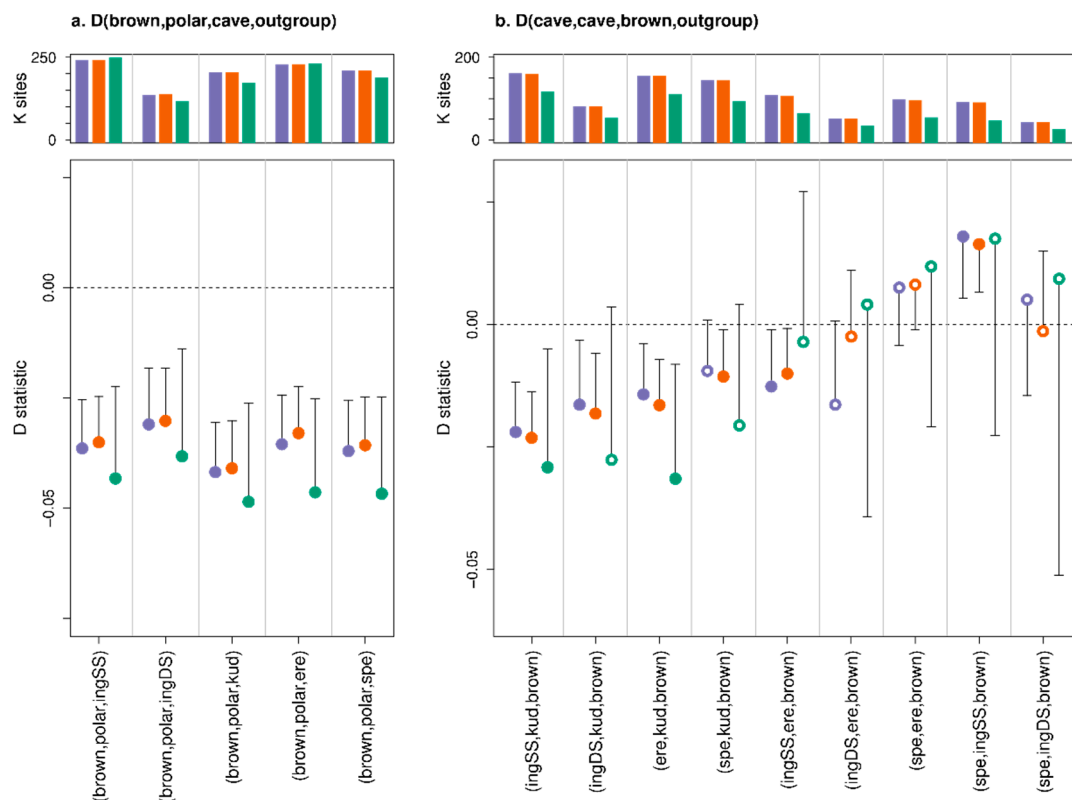 a. D(brown,polar,cave,outgroup)
b. D(cave,cave,brown,outgroup)
K sites
250
0
K sites
200
0
D statistic
0.00
−0.05
D statistic
0.00
−0.05
(brown,polar,ingSS)
(brown,polar,ingDS)
(brown,polar,kud)
(brown,polar,ere)
(brown,polar,spe)
(ingSS,kud,brown)
(ingDS,kud,brown)
(ere,kud,brown)
(spe,kud,brown)
(ingSS,ere,brown)
(ingDS,ere,brown)
(spe,ere,brown)
(spe,ingSS,brown)
(spe,ingDS,brown)